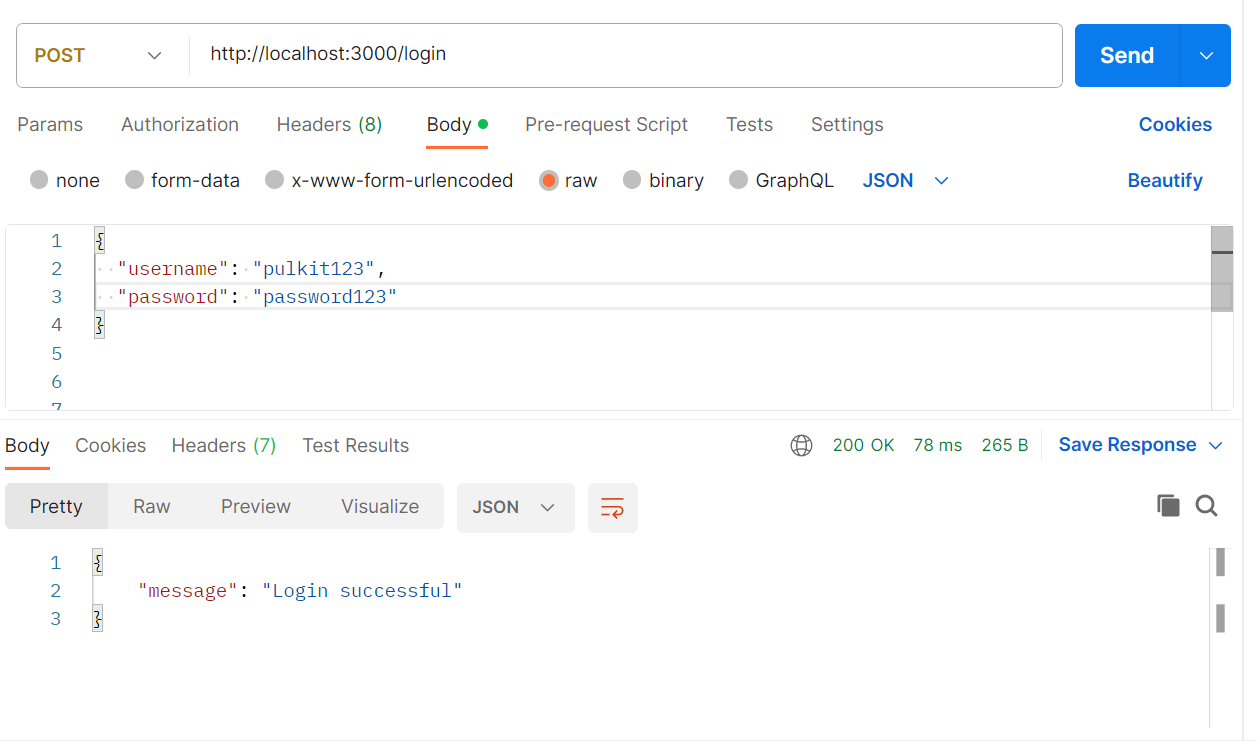 POST http://localhost:3000/login Send
Params Authorization Headers (8) Body Pre-request Script Tests Settings Cookies
none form-data x-www-form-urlencoded raw binary GraphQL JSON Beautify
1 {
2 "username": "pulkit123",
3 "password": "password123"
4 }
5
6
7
Body Cookies Headers (7) Test Results 200 OK 78 ms 265 B Save Response
Pretty Raw Preview Visualize JSON
1 {
2 "message": "Login successful"
3 }